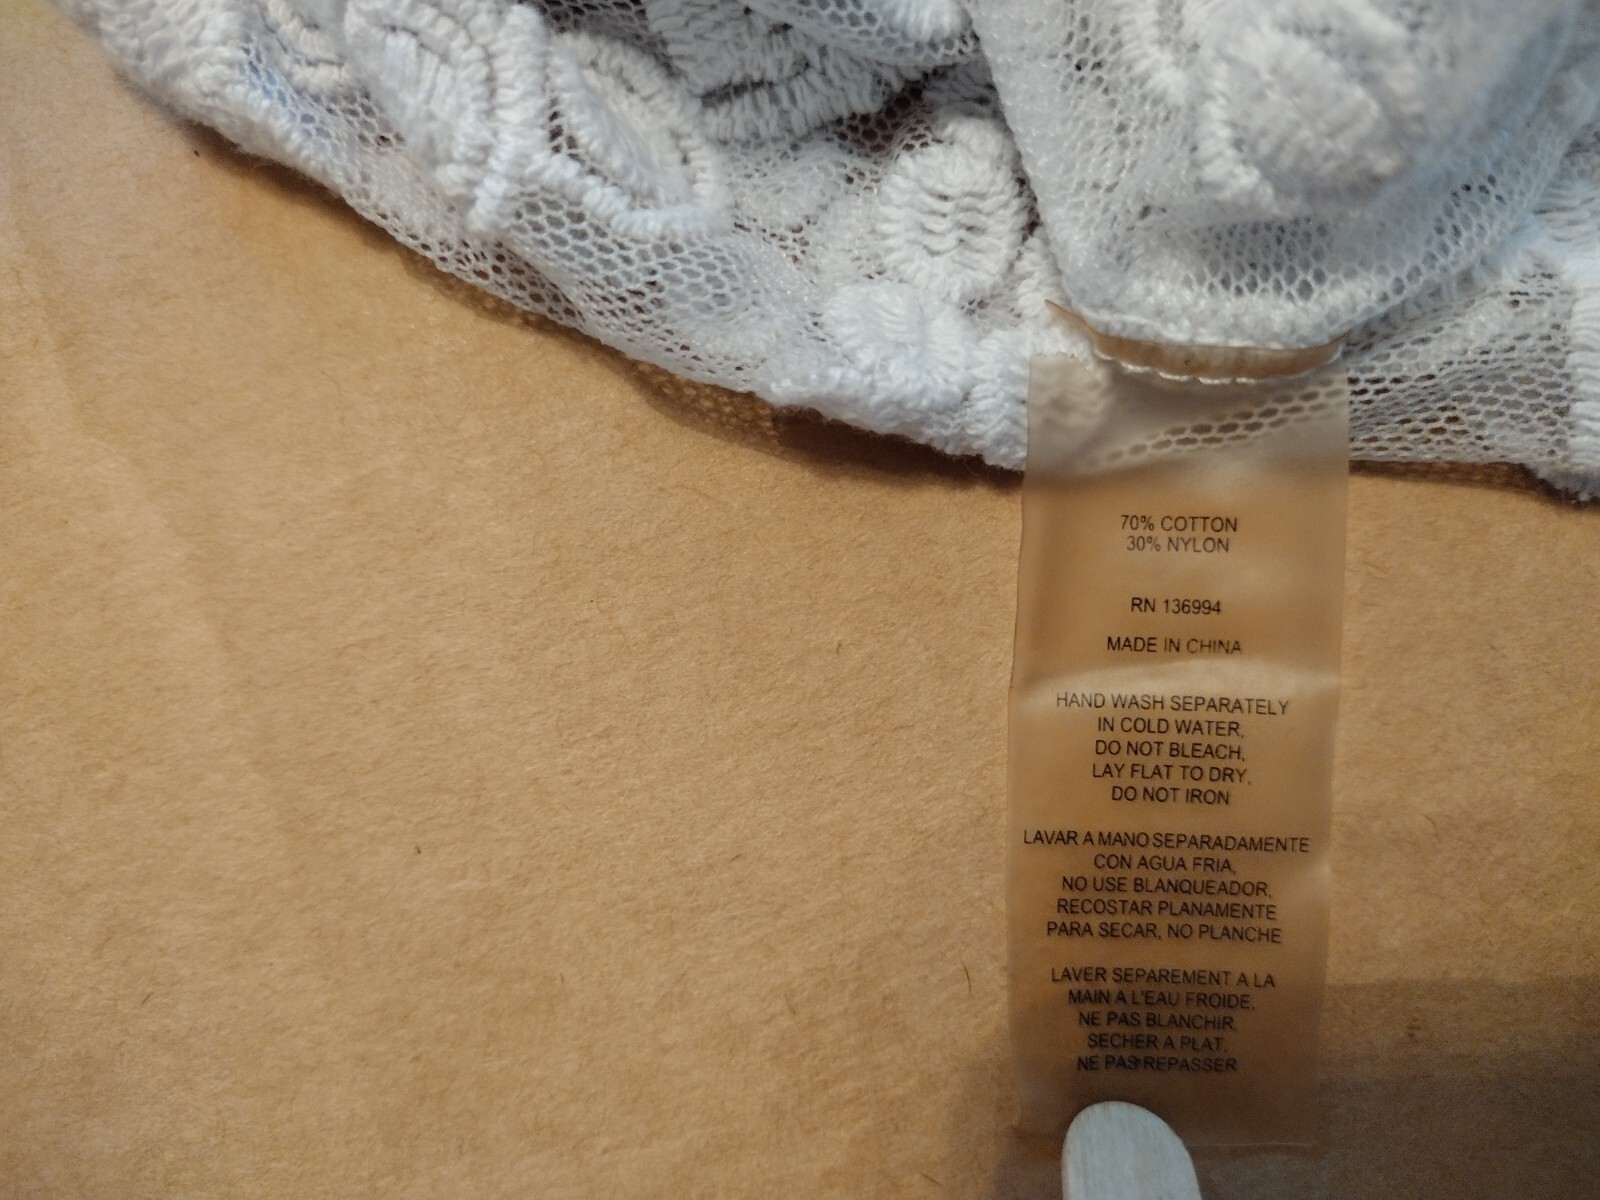 70% COTTON
30% NYLON
RN 136994
MADE IN CHINA
HAND WASH SEPARATELY
IN COLD WATER,
DO NOT BLEACH,
LAY FLAT TO DRY,
DO NOT IRON
LAVAR A MANO SEPARADAMENTE
CON AGUA FRIA,
NO USE BLANQUEADOR,
RECOSTAR PLANAMENTE
PARA SECAR, NO PLANCHE
LAVER SEPAREMENT A LA
MAIN A L'EAU FROIDE,
NE PAS BLANCHIR,
SECHER A PLAT,
NE PAS REPASSER